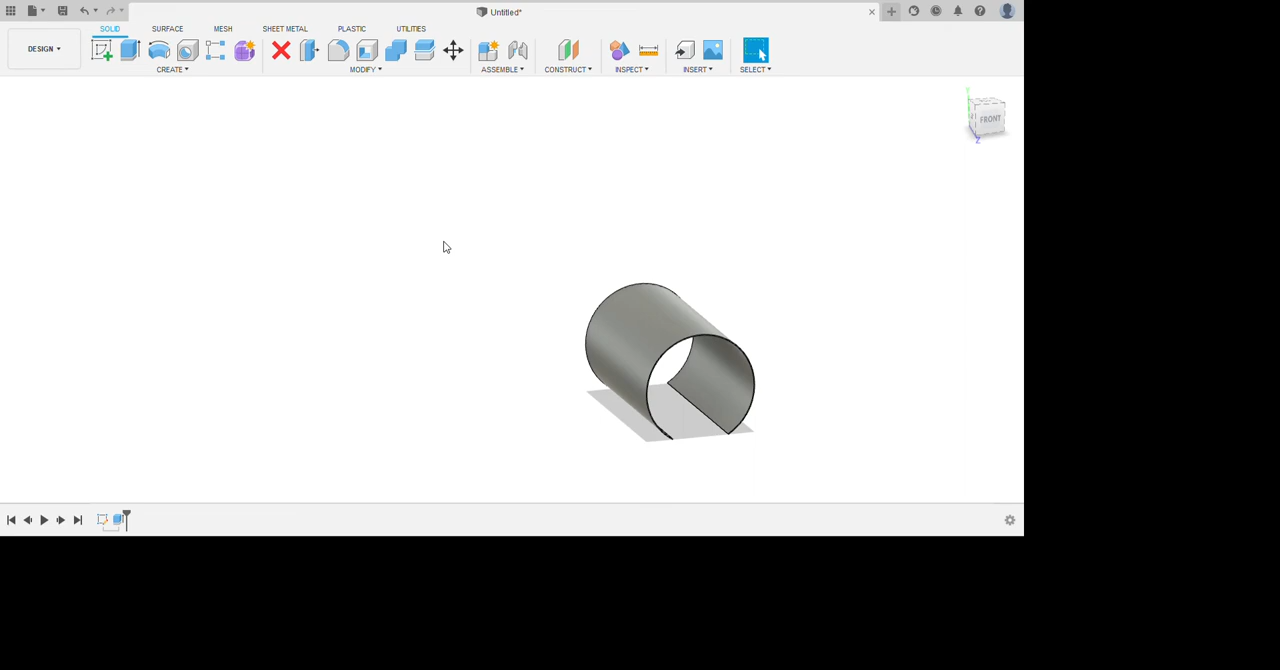 Untitled*
SOLID SURFACE MESH SHEET METAL PLASTIC UTILITIES
DESIGN
CREATE MODIFY ASSEMBLE CONSTRUCT INSPECT INSERT SELECT
Y
FRONT
Z